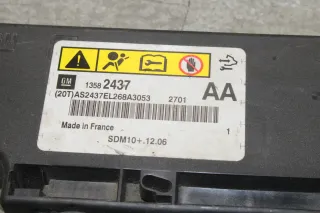 GM
1358 2437
AA
(20T)AS2437EL268A3053 2701
Made in France
1
SDM10+.12.06